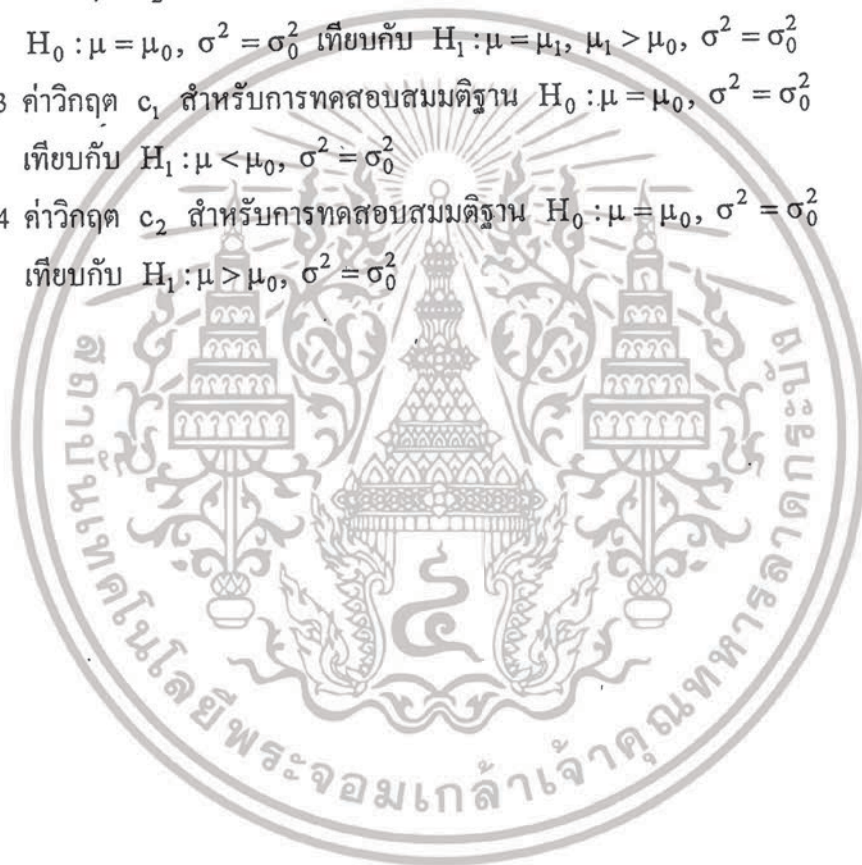 H₀ : μ = μ₀, σ² = σ₀² เทียบกับ H₁ : μ = μ₁, μ₁ > μ₀, σ² = σ₀²
3 ค่าวิกฤต c₁ สำหรับการทดสอบสมมติฐาน H₀ : μ = μ₀, σ² = σ₀²
เทียบกับ H₁ : μ < μ₀, σ² = σ₀²
4 ค่าวิกฤต c₂ สำหรับการทดสอบสมมติฐาน H₀ : μ = μ₀, σ² = σ₀²
เทียบกับ H₁ : μ > μ₀, σ² = σ₀²
สถาบันเทคโนโลยีพระจอมเกล้าเจ้าคุณทหารลาดกระบัง